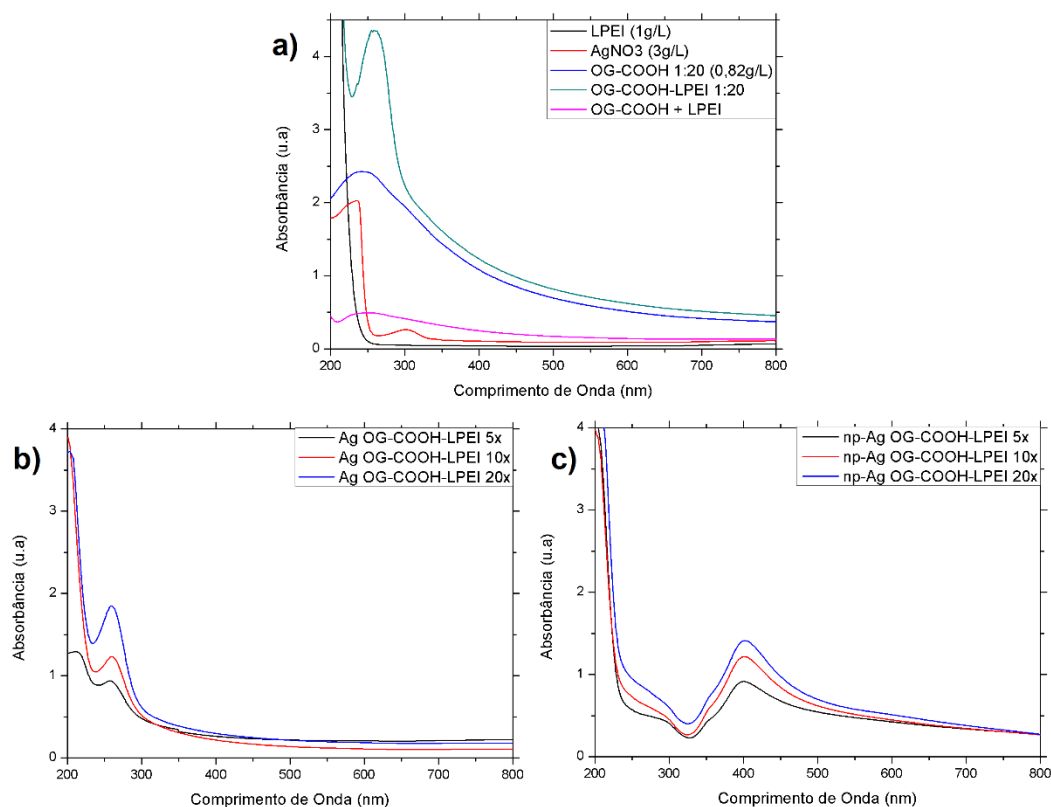 a)
LPEI (1g/L)
AgNO3 (3g/L)
OG-COOH 1:20 (0,82g/L)
OG-COOH-LPEI 1:20
OG-COOH + LPEI
4
3
2
1
0
Absorbância (u.a)
200 300 400 500 600 700 800
Comprimento de Onda (nm)
b)
Ag OG-COOH-LPEI 5x
Ag OG-COOH-LPEI 10x
Ag OG-COOH-LPEI 20x
4
3
2
1
0
Absorbância (u.a)
200 300 400 500 600 700 800
Comprimento de Onda (nm)
c)
np-Ag OG-COOH-LPEI 5x
np-Ag OG-COOH-LPEI 10x
np-Ag OG-COOH-LPEI 20x
4
3
2
1
0
Absorbância (u.a)
200 300 400 500 600 700 800
Comprimento de Onda (nm)